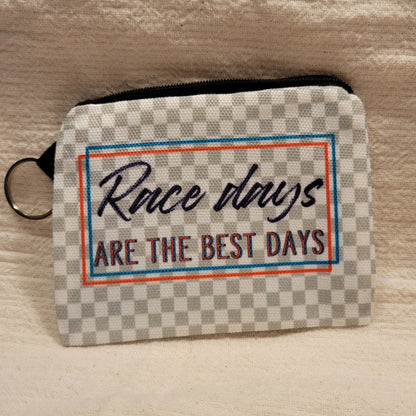 Race days
ARE THE BEST DAYS